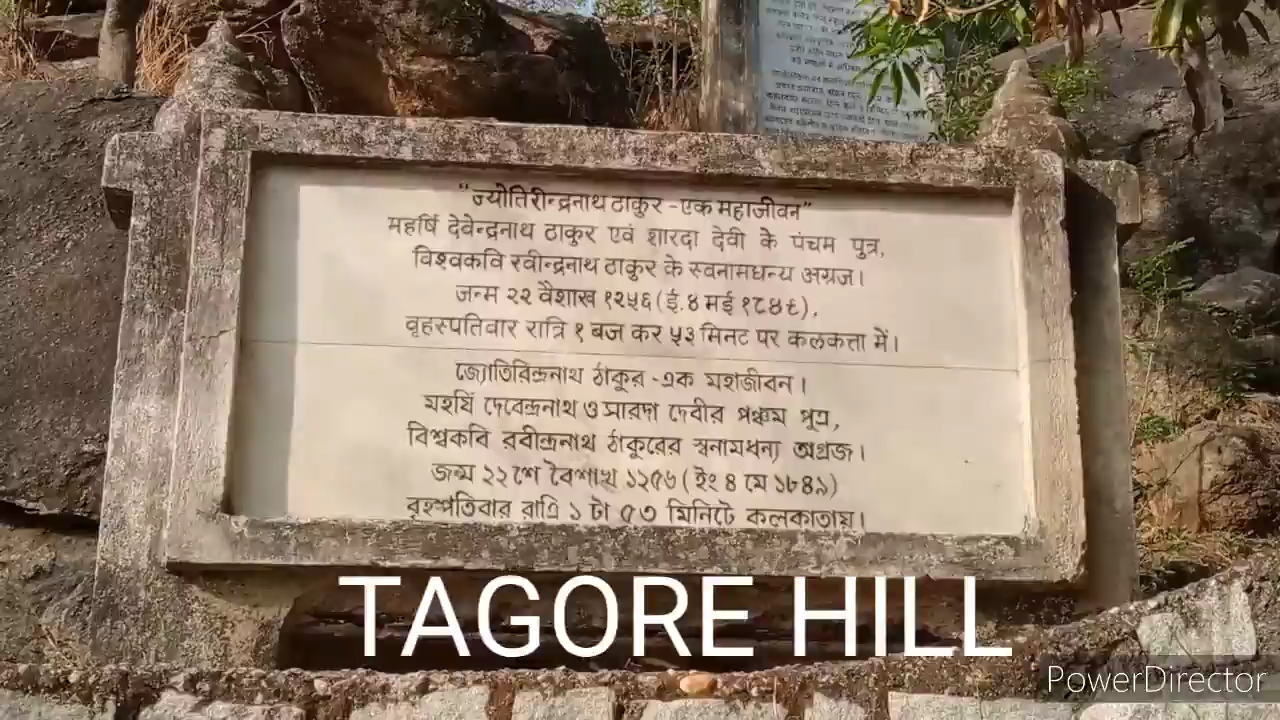 "ज्योतिरीन्द्रनाथ ठाकुर - एक महाजीवन"
महर्षि देवेन्द्रनाथ ठाकुर एवं शारदा देवी के पंचम पुत्र,
विश्वकवि रवीन्द्रनाथ ठाकुर के स्वनामधन्य अग्रज।
जन्म २२ वैशाख १२५६ (ई. ४ मई १८४९),
वृहस्पतिवार रात्रि १ बज कर ५३ मिनट पर कलकत्ता में।
জ্যোতিরিন্দ্রনাথ ঠাকুর - এক মহাজীবন।
মহর্ষি দেবেন্দ্রনাথ ও সারদা দেবীর পঞ্চম পুত্র,
বিশ্বকবি রবীন্দ্রনাথ ঠাকুরের স্বনামধন্য অগ্রজ।
জন্ম ২২ শে বৈশাখ ১২৫৬ (ইং ৪ মে ১৮৪৯)
বৃহস্পতিবার রাত্রি ১ টা ৫৩ মিনিটে কলকাতায়।
TAGORE HILL
PowerDirector